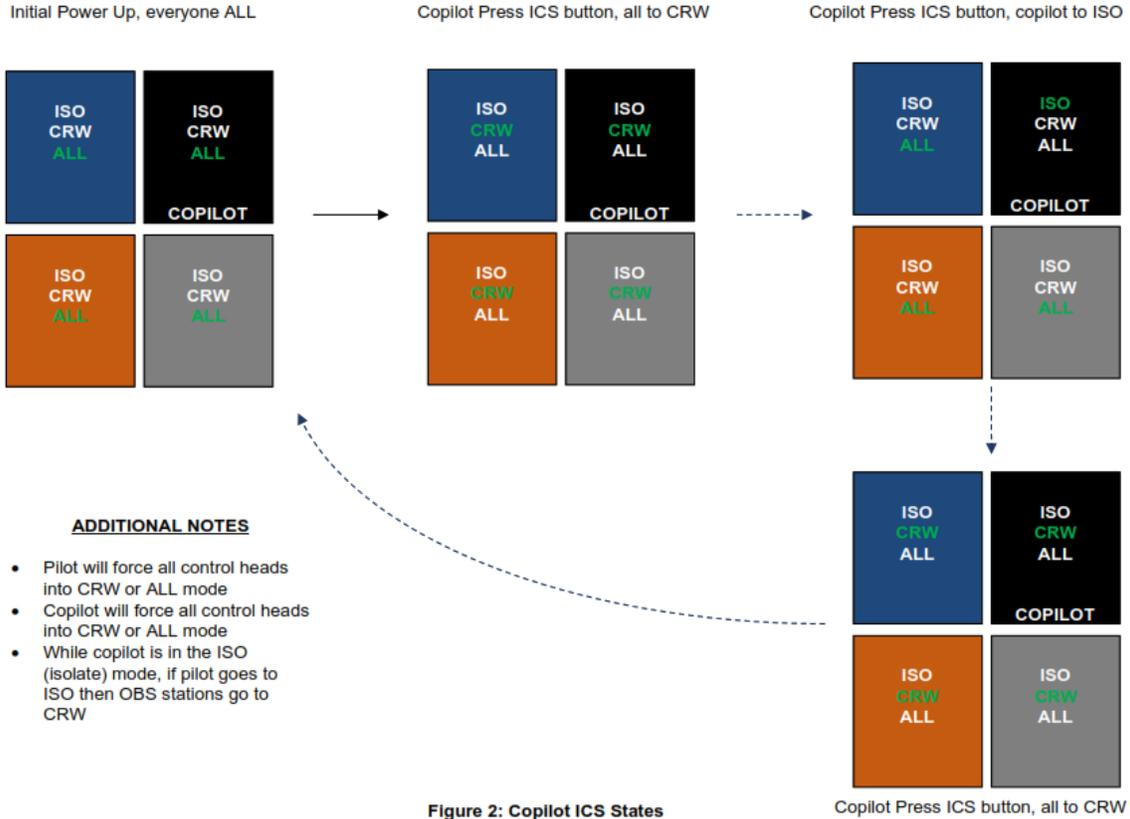 Initial Power Up, everyone ALL
Copilot Press ICS button, all to CRW
Copilot Press ICS button, copilot to ISO
ISO
CRW
ALL
ISO
CRW
ALL
COPILOT
ISO
CRW
ALL
ISO
CRW
ALL
ISO
CRW
ALL
ISO
CRW
ALL
COPILOT
ISO
CRW
ALL
ISO
CRW
ALL
ISO
CRW
ALL
ISO
CRW
ALL
COPILOT
ISO
CRW
ALL
ISO
CRW
ALL
ISO
CRW
ALL
ISO
CRW
ALL
COPILOT
ISO
CRW
ALL
ISO
CRW
ALL
Copilot Press ICS button, all to CRW
ADDITIONAL NOTES
• Pilot will force all control heads
into CRW or ALL mode
• Copilot will force all control heads
into CRW or ALL mode
• While copilot is in the ISO
(isolate) mode, if pilot goes to
ISO then OBS stations go to
CRW
Figure 2: Copilot ICS States